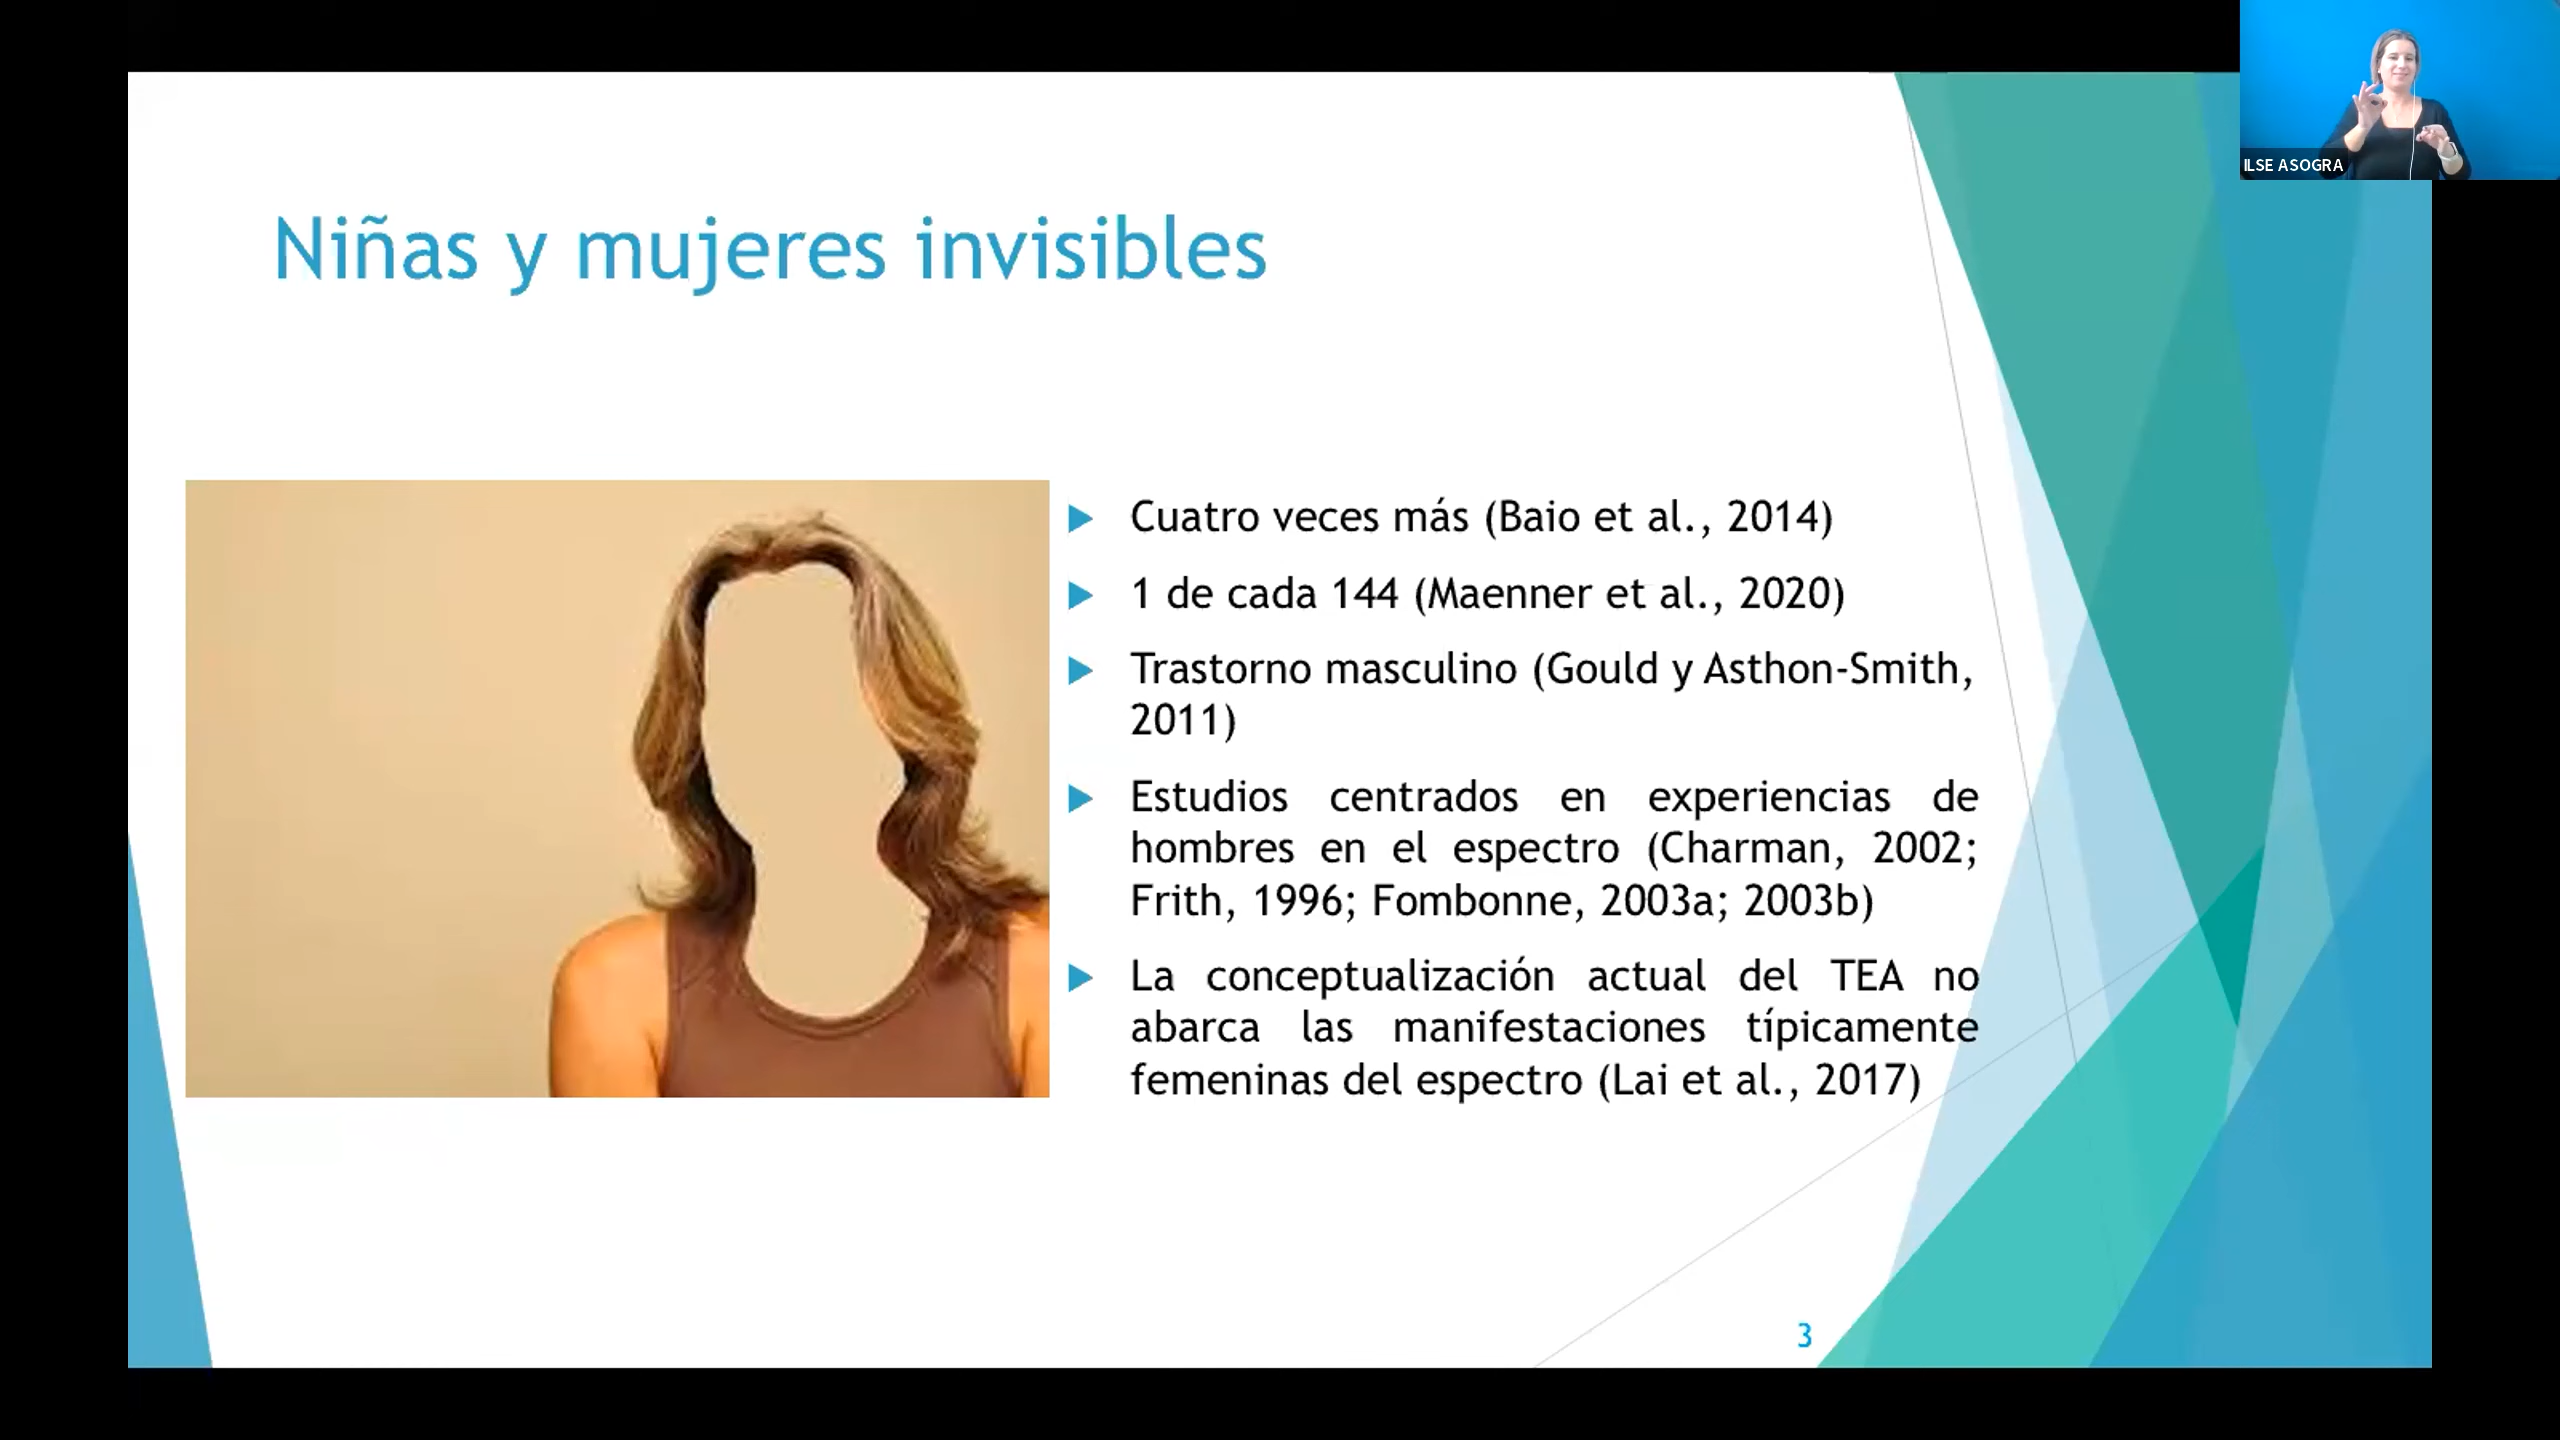 ILSE ASOGRA
Niñas y mujeres invisibles
Cuatro veces más (Baio et al., 2014)
1 de cada 144 (Maenner et al., 2020)
Trastorno masculino (Gould y Asthon-Smith,
2011)
Estudios centrados en experiencias de
hombres en el espectro (Charman, 2002;
Frith, 1996; Fombonne, 2003a; 2003b)
La conceptualización actual del TEA no
abarca las manifestaciones típicamente
femeninas del espectro (Lai et al., 2017)
3